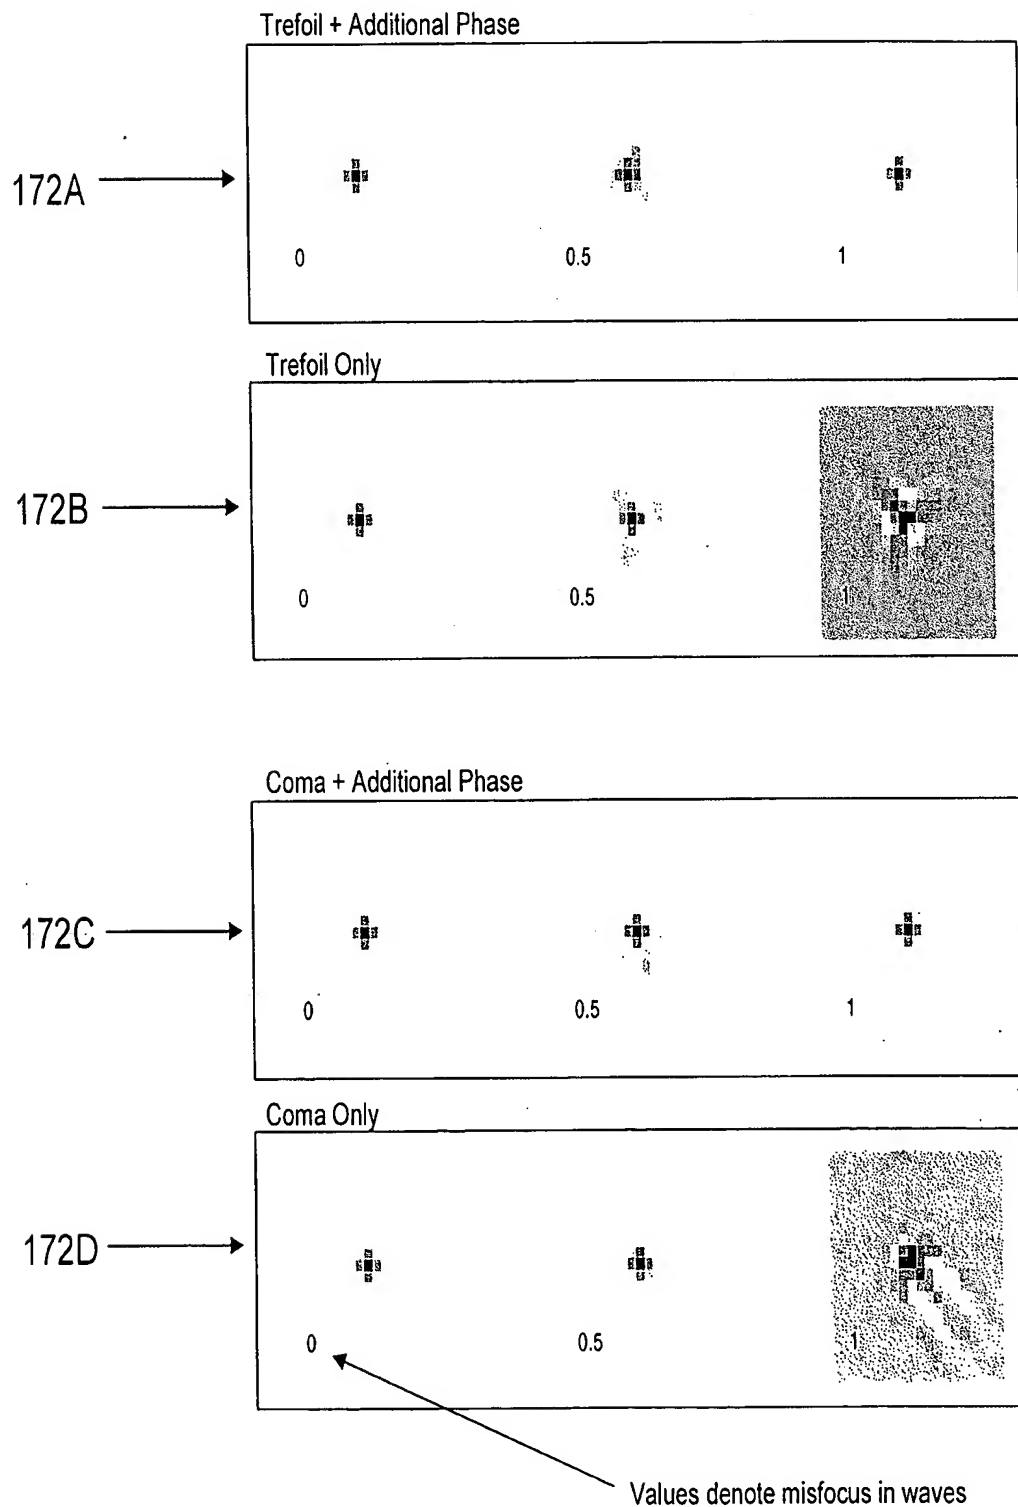 Trefoil + Additional Phase
172A
0 0.5 1
Trefoil Only
172B
0 0.5 1
Coma + Additional Phase
172C
0 0.5 1
Coma Only
172D
0 0.5 1
Values denote misfocus in waves